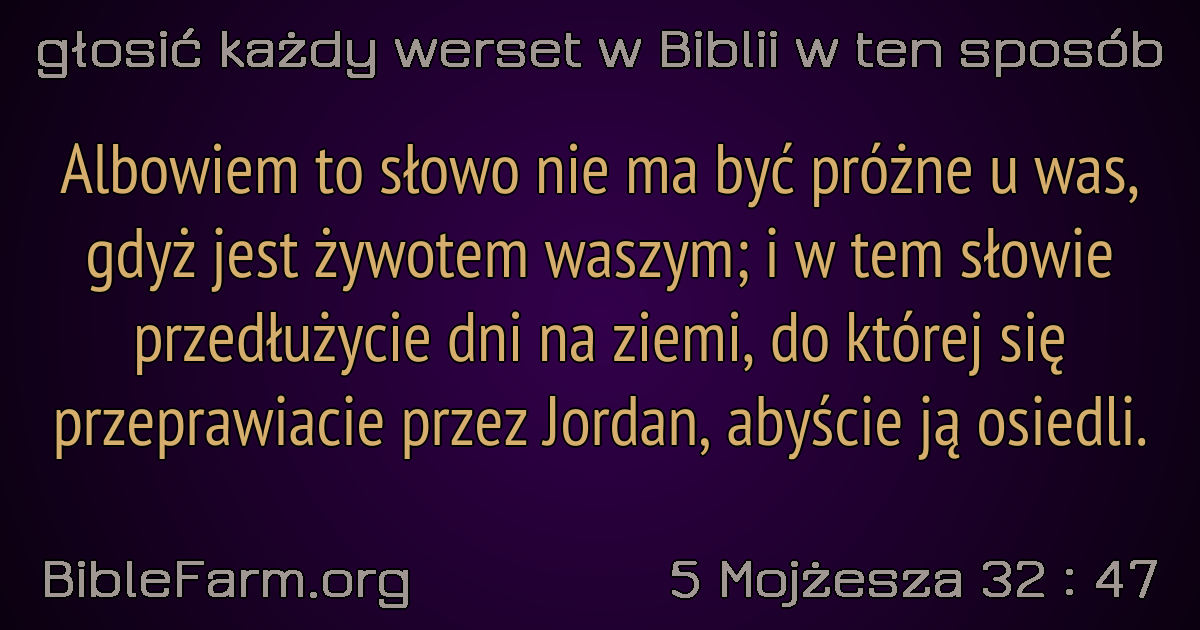 głosić każdy werset w Biblii w ten sposób
Albowiem to słowo nie ma być próżne u was,
gdyż jest żywotem waszym; i w tem słowie
przedłużycie dni na ziemi, do której się
przeprawiacie przez Jordan, abyście ją osiedli.
BibleFarm.org
5 Mojżesza 32 : 47